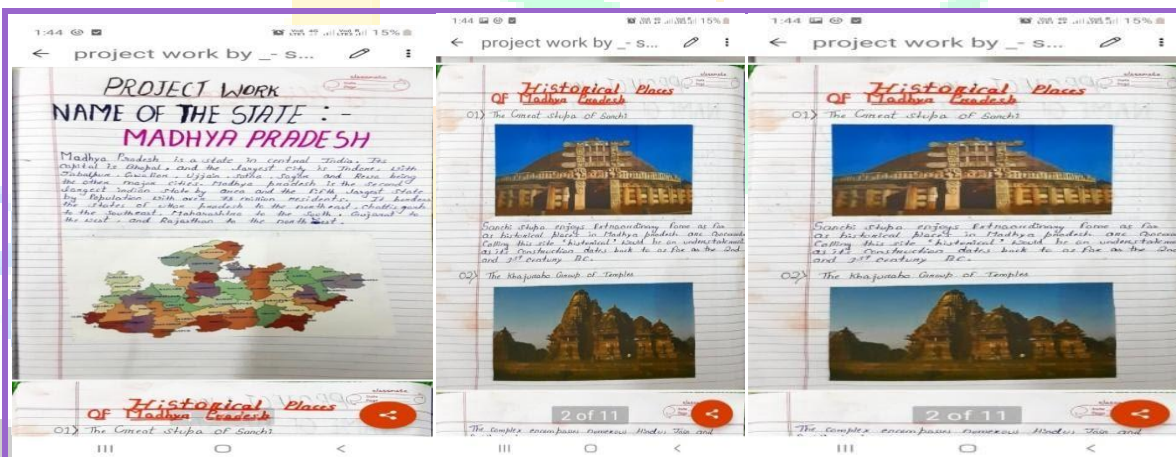 1:44
15%
project work by _- s...
PROJECT WORK
NAME OF THE STATE : -
MADHYA PRADESH
Madhya Pradesh is a state in central India. Its
capital is Bhopal, and the largest city is Indore, with
Jabalpur, Gwalior, Ujjain, Satna, Sagar and Rewa being
the other major cities. Madhya pradesh is the second
largest Indian state by area and the fifth largest state
by population with over 73 million residents. It borders
the states of uttar pradesh to the northeast, chattisgarh
to the southeast, Maharashtra to the South, Gujarat to
the west, and Rajasthan to the northwest.
Historical Places
OF Madhya Pradesh
01) The Great Stupa of Sanchi
1:44
15%
project work by _- s...
classmate
Historical Places
OF Madhya Pradesh
01) The Great Stupa of Sanchi
Sanchi stupa enjoys Extraordinary fame as far
as historical places in Madhya pradesh are
Calling this site "historical" would be an
as its Construction dates back to as far as the 2nd
and 3rd century BC.
02) The Khajuraho Group of Temples
2 of 11
The complex encompasses numerous Hindu, Jain and
1:44
15%
project work by _- s...
classmate
Historical Places
OF Madhya Pradesh
01) The Great Stupa of Sanchi
Sanchi stupa enjoys Extraordinary fame as far
as historical places in Madhya pradesh are
Calling this site "historical" would be an understatement
as its Construction dates back to as far as the 2nd
and 3rd century BC.
02) The Khajuraho Group of Temples
2 of 11
The complex encompasses numerous Hindu, Jain and